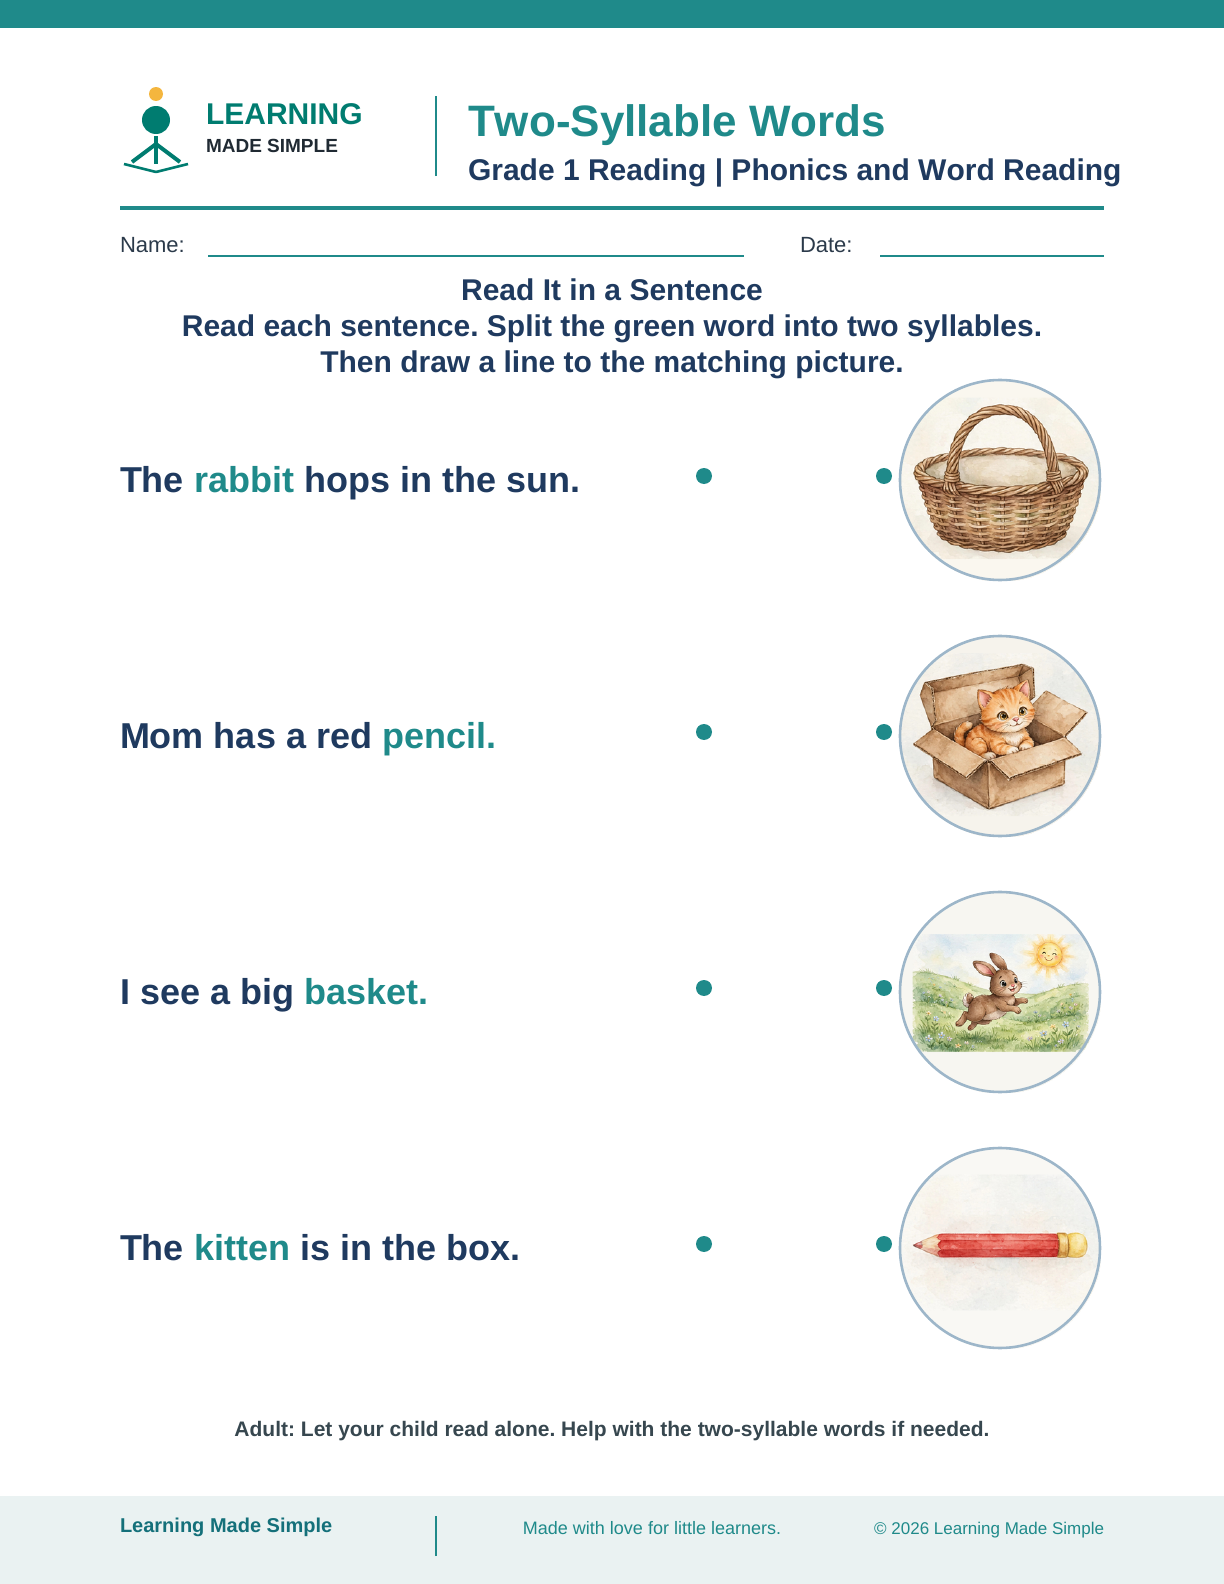 LEARNING
MADE SIMPLE
Two-Syllable Words
Grade 1 Reading | Phonics and Word Reading
Name:
Date:
Read It in a Sentence
Read each sentence. Split the green word into two syllables.
Then draw a line to the matching picture.
The rabbit hops in the sun.
Mom has a red pencil.
I see a big basket.
The kitten is in the box.
Adult: Let your child read alone. Help with the two-syllable words if needed.
Learning Made Simple
Made with love for little learners.
© 2026 Learning Made Simple